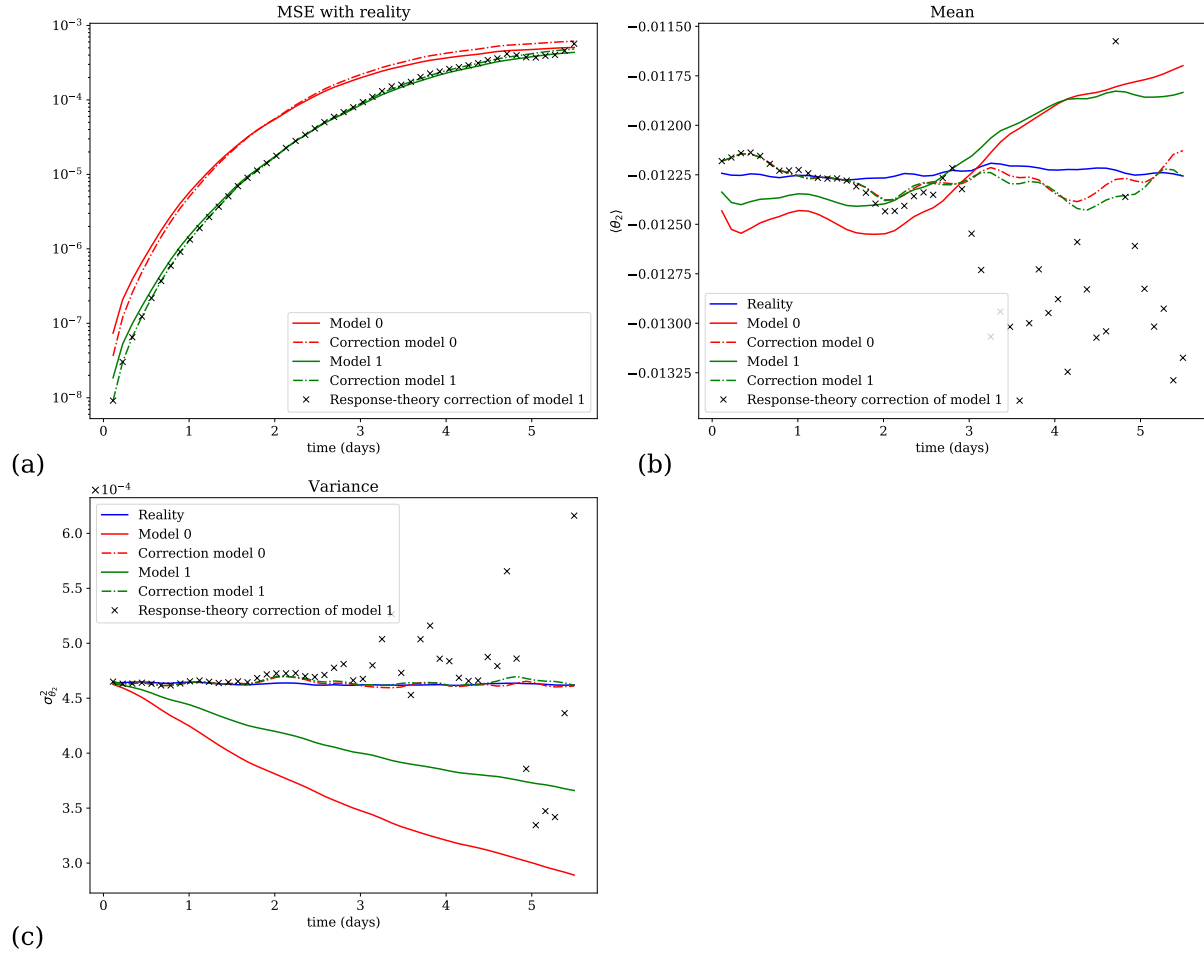 MSE with reality
10⁻³
10⁻⁴
10⁻⁵
10⁻⁶
10⁻⁷
10⁻⁸
Model 0
Correction model 0
Model 1
Correction model 1
Response-theory correction of model 1
0 1 2 3 4 5
time (days)
(a)
Mean
−0.01150
−0.01175
−0.01200
−0.01225
−0.01250
−0.01275
−0.01300
−0.01325
⟨θ₂⟩
Reality
Model 0
Correction model 0
Model 1
Correction model 1
Response-theory correction of model 1
0 1 2 3 4 5
time (days)
(b)
Variance
×10⁻⁴
6.0
5.5
5.0
4.5
4.0
3.5
3.0
σ²_θ₂
Reality
Model 0
Correction model 0
Model 1
Correction model 1
Response-theory correction of model 1
0 1 2 3 4 5
time (days)
(c)